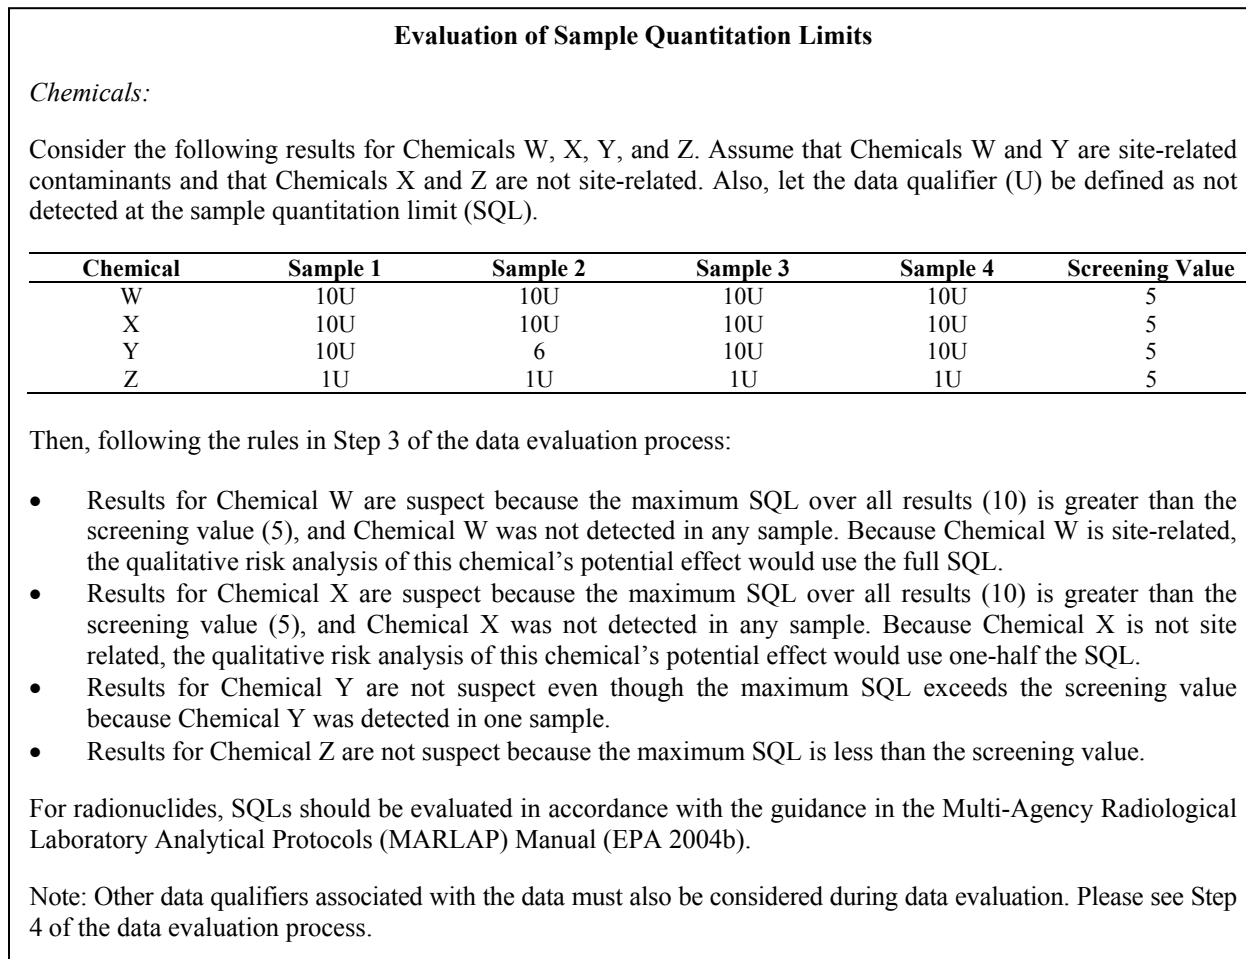 Evaluation of Sample Quantitation Limits
Chemicals:
Consider the following results for Chemicals W, X, Y, and Z. Assume that Chemicals W and Y are site-related
contaminants and that Chemicals X and Z are not site-related. Also, let the data qualifier (U) be defined as not
detected at the sample quantitation limit (SQL).
Chemical Sample 1 Sample 2 Sample 3 Sample 4 Screening Value
W 10U 10U 10U 10U 5
X 10U 10U 10U 10U 5
Y 10U 6 10U 10U 5
Z 1U 1U 1U 1U 5
Then, following the rules in Step 3 of the data evaluation process:
• Results for Chemical W are suspect because the maximum SQL over all results (10) is greater than the
screening value (5), and Chemical W was not detected in any sample. Because Chemical W is site-related,
the qualitative risk analysis of this chemical's potential effect would use the full SQL.
• Results for Chemical X are suspect because the maximum SQL over all results (10) is greater than the
screening value (5), and Chemical X was not detected in any sample. Because Chemical X is not site
related, the qualitative risk analysis of this chemical's potential effect would use one-half the SQL.
• Results for Chemical Y are not suspect even though the maximum SQL exceeds the screening value
because Chemical Y was detected in one sample.
• Results for Chemical Z are not suspect because the maximum SQL is less than the screening value.
For radionuclides, SQLs should be evaluated in accordance with the guidance in the Multi-Agency Radiological
Laboratory Analytical Protocols (MARLAP) Manual (EPA 2004b).
Note: Other data qualifiers associated with the data must also be considered during data evaluation. Please see Step
4 of the data evaluation process.